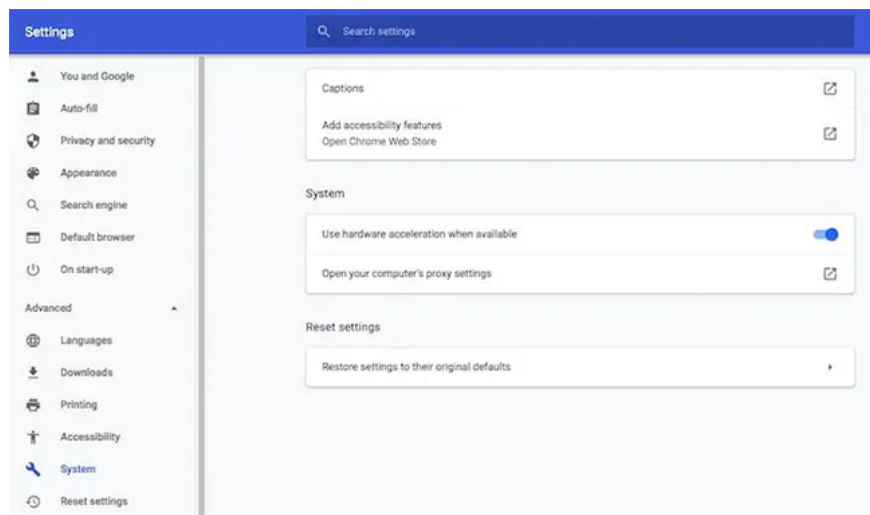 Settings
Search settings
You and Google
Auto-fill
Privacy and security
Appearance
Search engine
Default browser
On start-up
Advanced
Languages
Downloads
Printing
Accessibility
System
Reset settings
Captions
Add accessibility features
Open Chrome Web Store
System
Use hardware acceleration when available
Open your computer's proxy settings
Reset settings
Restore settings to their original defaults